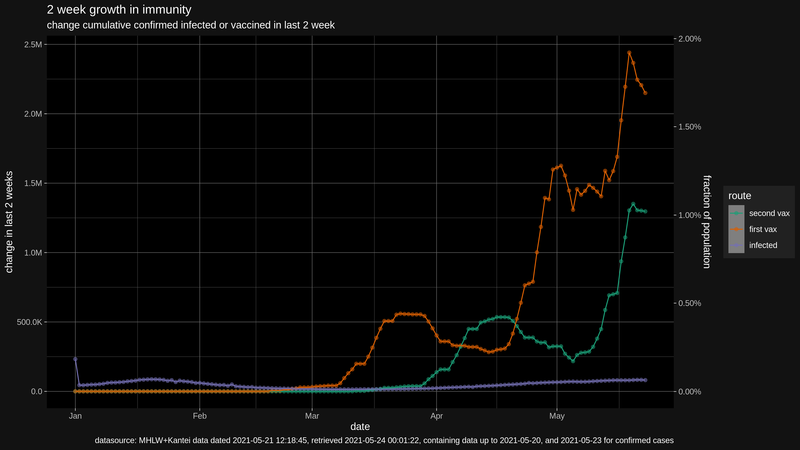 2 week growth in immunity
change cumulative confirmed infected or vaccined in last 2 week
2.5M
2.0M
1.5M
1.0M
500.0K
0.0
change in last 2 weeks
2.00%
1.50%
1.00%
0.50%
0.00%
fraction of population
Jan
Feb
Mar
Apr
May
date
route
second vax
first vax
infected
datasource: MHLW+Kantei data dated 2021-05-21 12:18:45, retrieved 2021-05-24 00:01:22, containing data up to 2021-05-20, and 2021-05-23 for confirmed cases